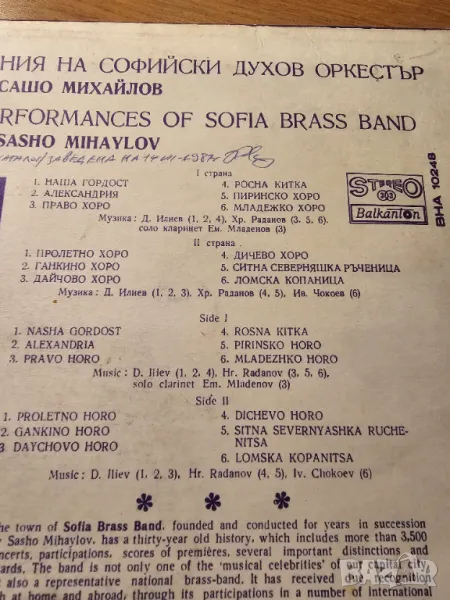 НИЯ НА СОФИЙСКИ ДУХОВ ОРКЕСТЪР
САШО МИХАЙЛОВ
RFORMANCES OF SOFIA BRASS BAND
SASHO MIHAYLOV
I страна
1. НАША ГОРДОСТ
2. АЛЕКСАНДРИЯ
3. ПРАВО ХОРО
4. РОСНА КИТКА
5. ПИРИНСКО ХОРО
6. МЛАДЕЖКО ХОРО
Музика: Д. Илиев (1, 2, 4), Хр. Раданов (3, 5, 6).
соло кларинет Ем. Младенов (3)
STEREO
303
Balkanton
ВНА 10248
II страна
1. ПРОЛЕТНО ХОРО
2. ГАНКИНО ХОРО
3. ДАЙЧОВО ХОРО
4. ДИЧЕВО ХОРО
5. СИТНА СЕВЕРНЯШКА РЪЧЕНИЦА
6. ЛОМСКА КОПАНИЦА
Музика: Д. Илиев (1, 2, 3), Хр. Раданов (4, 5), Ив. Чокоев (6)
Side I
1. NASHA GORDOST
2. ALEXANDRIA
3. PRAVO HORO
4. ROSNA KITKA
5. PIRINSKO HORO
6. MLADEZHKO HORO
Music: D. Iliev (1, 2, 4), Hr. Radanov (3, 5, 6),
solo clarinet Em. Mladenov (3)
Side II
1. PROLETNO HORO
2. GANKINO HORO
3 DAYCHOVO HORO
4. DICHEVO HORO
5. SITNA SEVERNYASHKA RUCHE-
NITSA
6. LOMSKA KOPANITSA
Music: D. Iliev (1, 2, 3), Hr. Radanov (4, 5), Iv. Chokoev (6)
* * *
he town of Sofia Brass Band, founded and conducted for years in succession
Sasho Mihaylov, has a thirty-year old history, which includes more than 3,500
ncerts, participations, scores of premières, several important distinctions and
ards. The band is not only one of the 'musical celebrities' of our capital city
also a representative national brass-band. It has received due recognition
h at home and abroad, through its participations in a number of international